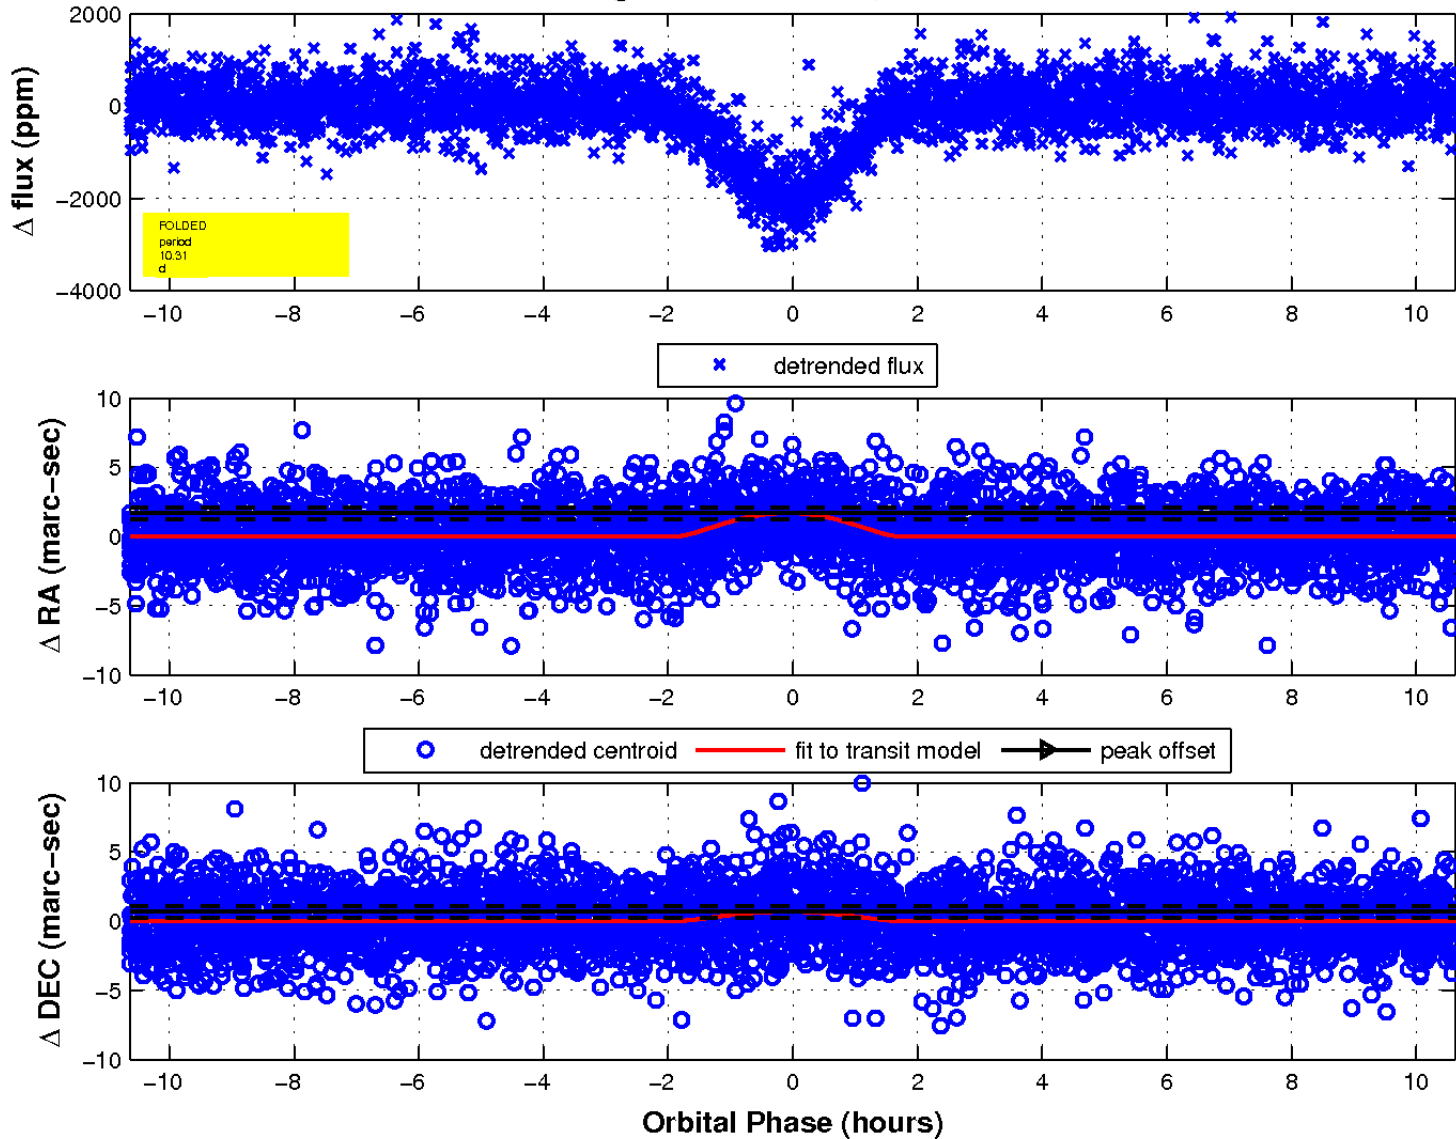 2000
0
−2000
−4000
Δ flux (ppm)
FOLDED
period
10.31
d
−10 −8 −6 −4 −2 0 2 4 6 8 10
detrended flux
10
5
0
−5
−10
Δ RA (marc−sec)
−10 −8 −6 −4 −2 0 2 4 6 8 10
detrended centroid fit to transit model peak offset
10
5
0
−5
−10
Δ DEC (marc−sec)
−10 −8 −6 −4 −2 0 2 4 6 8 10
Orbital Phase (hours)